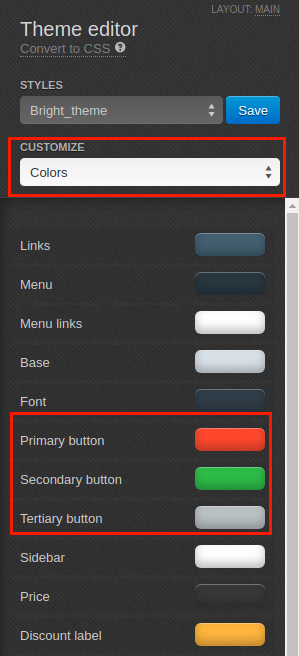 LAYOUT: MAIN
Theme editor
Convert to CSS ?
STYLES
Bright_theme Save
CUSTOMIZE
Colors
Links
Menu
Menu links
Base
Font
Primary button
Secondary button
Tertiary button
Sidebar
Price
Discount label